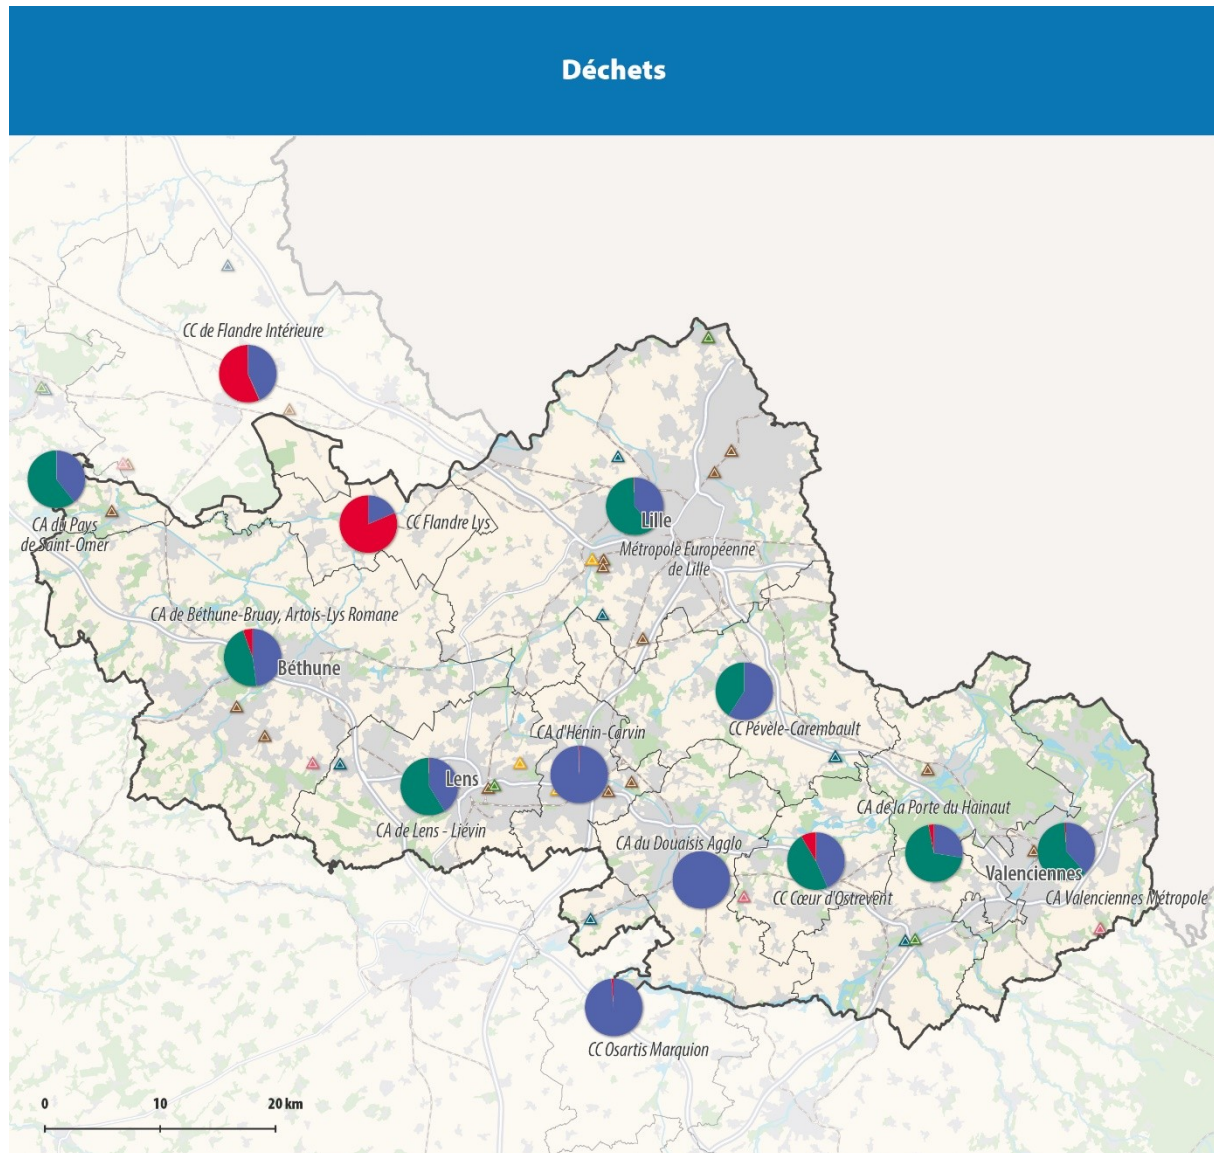 Déchets
CC de Flandre Intérieure
CA du Pays
de Saint-Omer
CC Flandre Lys
Lille
Métropole Européenne
de Lille
CA de Béthune-Bruay, Artois-Lys Romane
Béthune
CC Pévèle-Carembault
CA d'Hénin-Carvin
Lens
CA de Lens - Liévin
CA de la Porte du Hainaut
CA du Douaisis Agglo
Valenciennes
CC Cœur d'Ostrevent
CA Valenciennes Métropole
CC Osartis Marquion
0 10 20 km